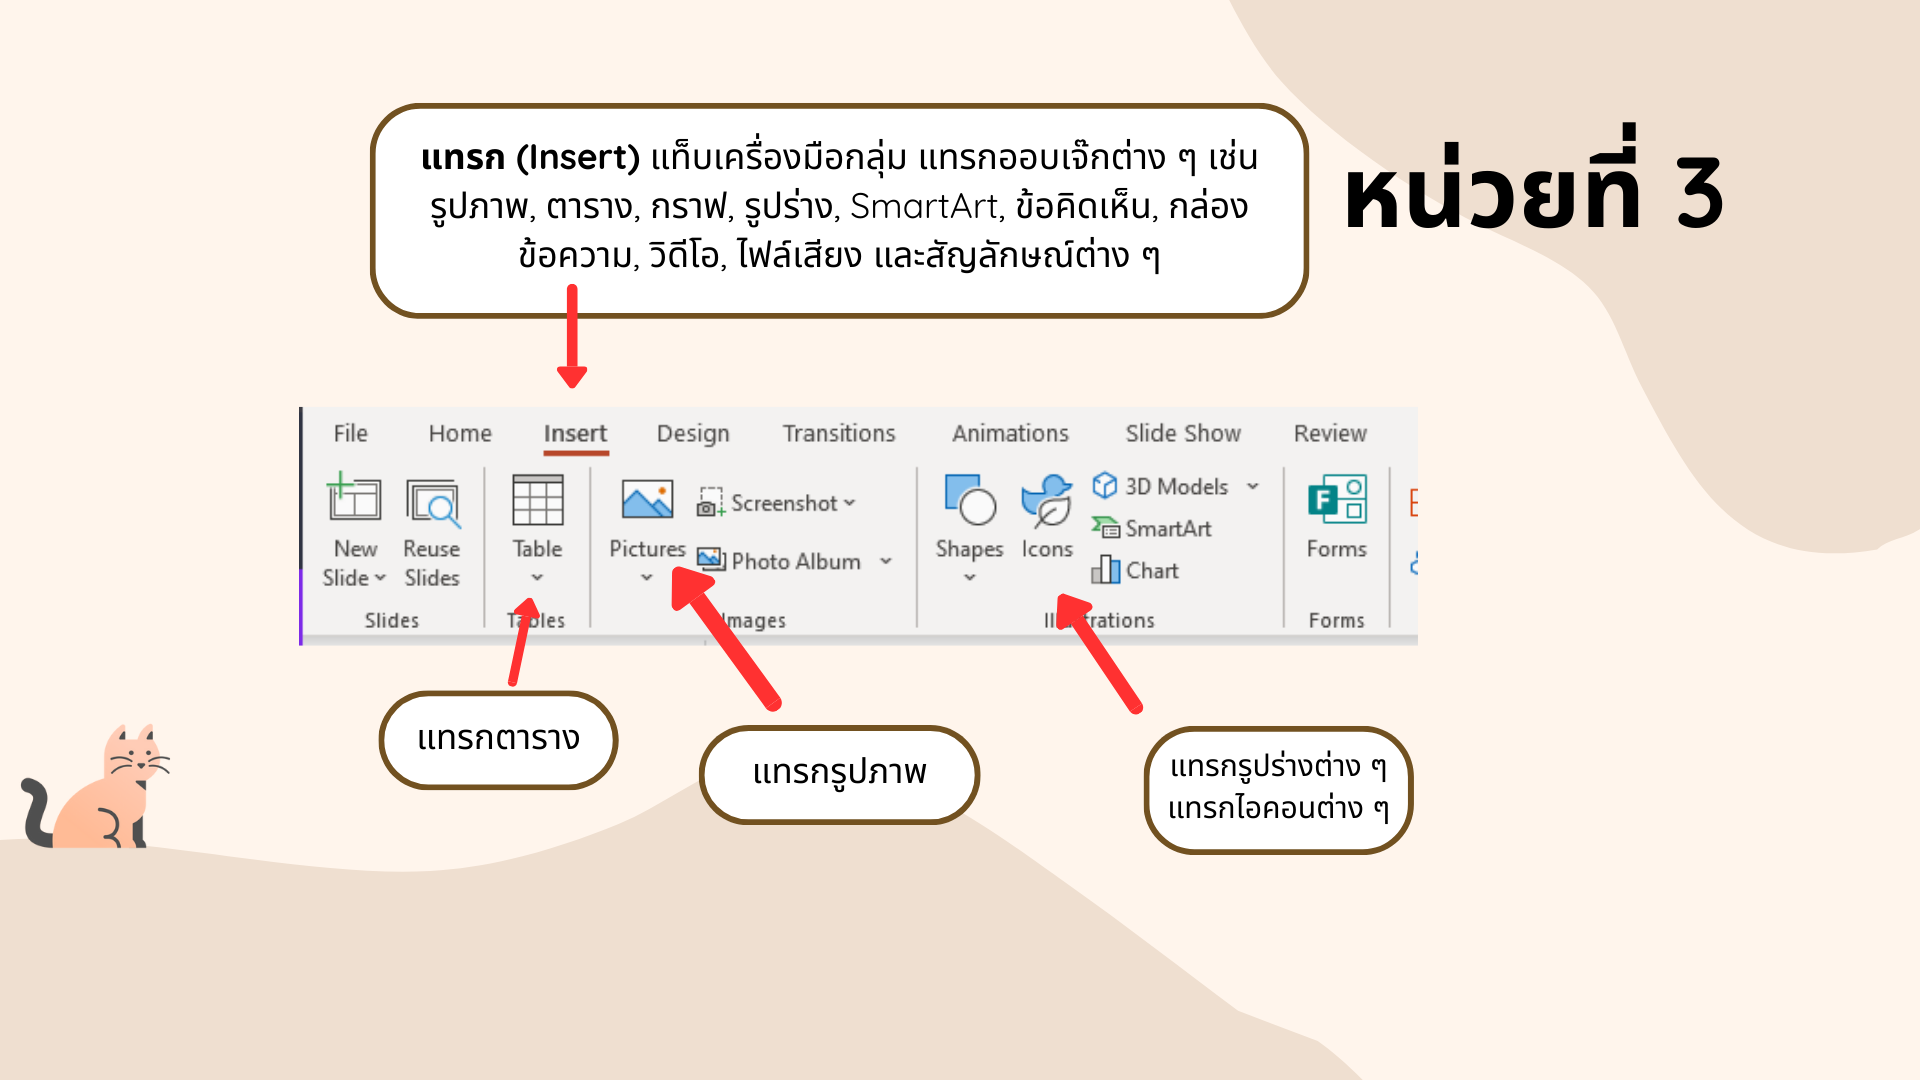 แทรก (Insert) แท็บเครื่องมือกลุ่ม แทรกออบเจ๊กต่าง ๆ เช่น
รูปภาพ, ตาราง, กราฟ, รูปร่าง, SmartArt, ข้อคิดเห็น, กล่อง
ข้อความ, วิดีโอ, ไฟล์เสียง และสัญลักษณ์ต่าง ๆ
หน่วยที่ 3
File Home Insert Design Transitions Animations Slide Show Review
New Slide
Reuse Slides
Slides
Table
Tables
Pictures
Screenshot
Photo Album
Images
Shapes
Icons
3D Models
SmartArt
Chart
Illustrations
Forms
Forms
แทรกตาราง
แทรกรูปภาพ
แทรกรูปร่างต่าง ๆ
แทรกไอคอนต่าง ๆ